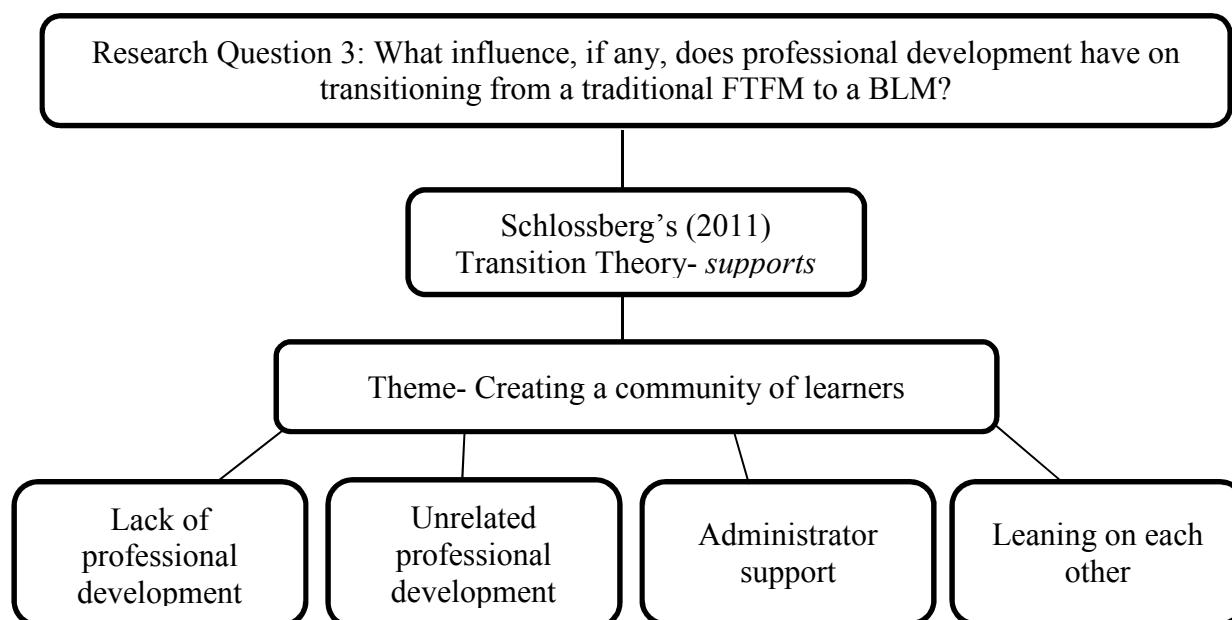 Research Question 3: What influence, if any, does professional development have on
transitioning from a traditional FTFM to a BLM?
Schlossberg’s (2011)
Transition Theory- supports
Theme- Creating a community of learners
Lack of
professional
development
Unrelated
professional
development
Administrator
support
Leaning on each
other